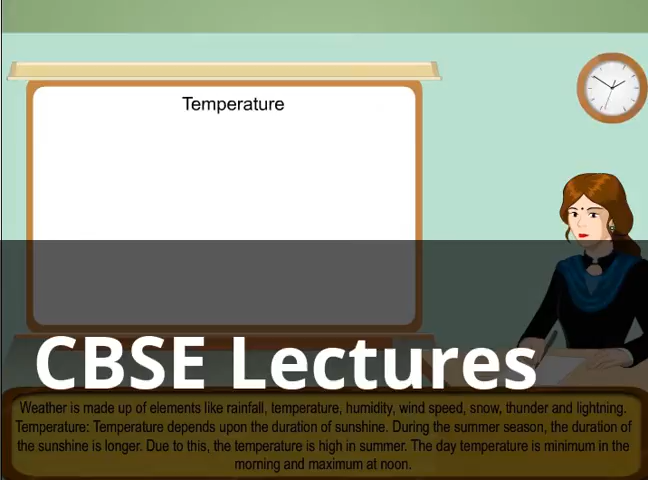 Temperature
CBSE Lectures
Weather is made up of elements like rainfall, temperature, humidity, wind speed, snow, thunder and lightning.
Temperature: Temperature depends upon the duration of sunshine. During the summer season, the duration of
the sunshine is longer. Due to this, the temperature is high in summer. The day temperature is minimum in the
morning and maximum at noon.